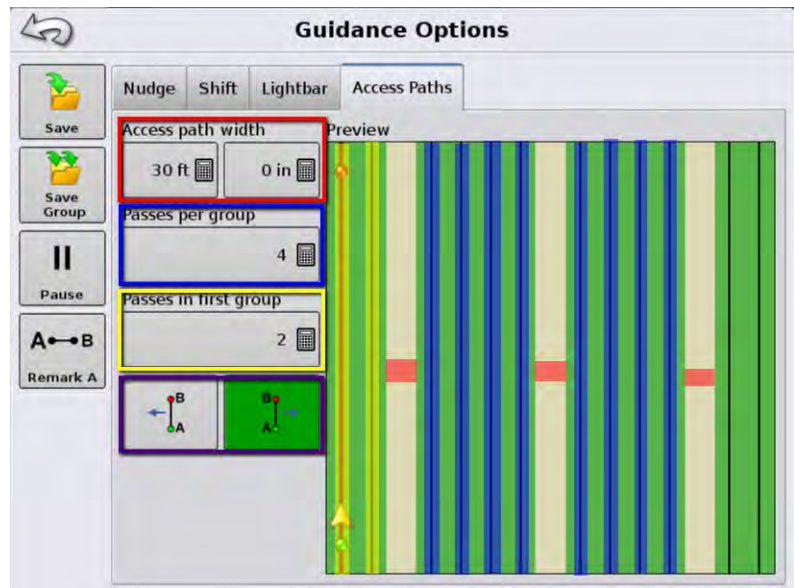 Guidance Options
Nudge Shift Lightbar Access Paths
Save
Save
Group
Pause
A B
Remark A
Access path width
30 ft 0 in
Passes per group
4
Passes in first group
2
B
A
B
A
Preview